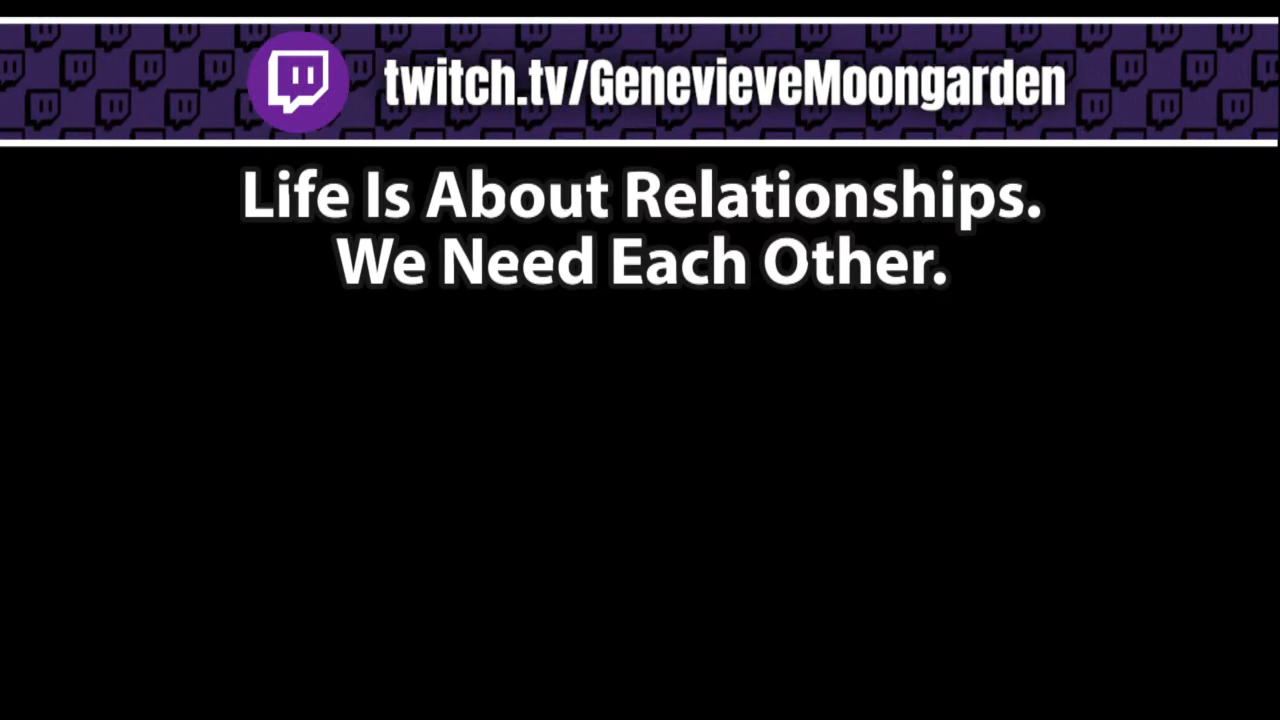 twitch.tv/GenevieveMoongarden
Life Is About Relationships.
We Need Each Other.